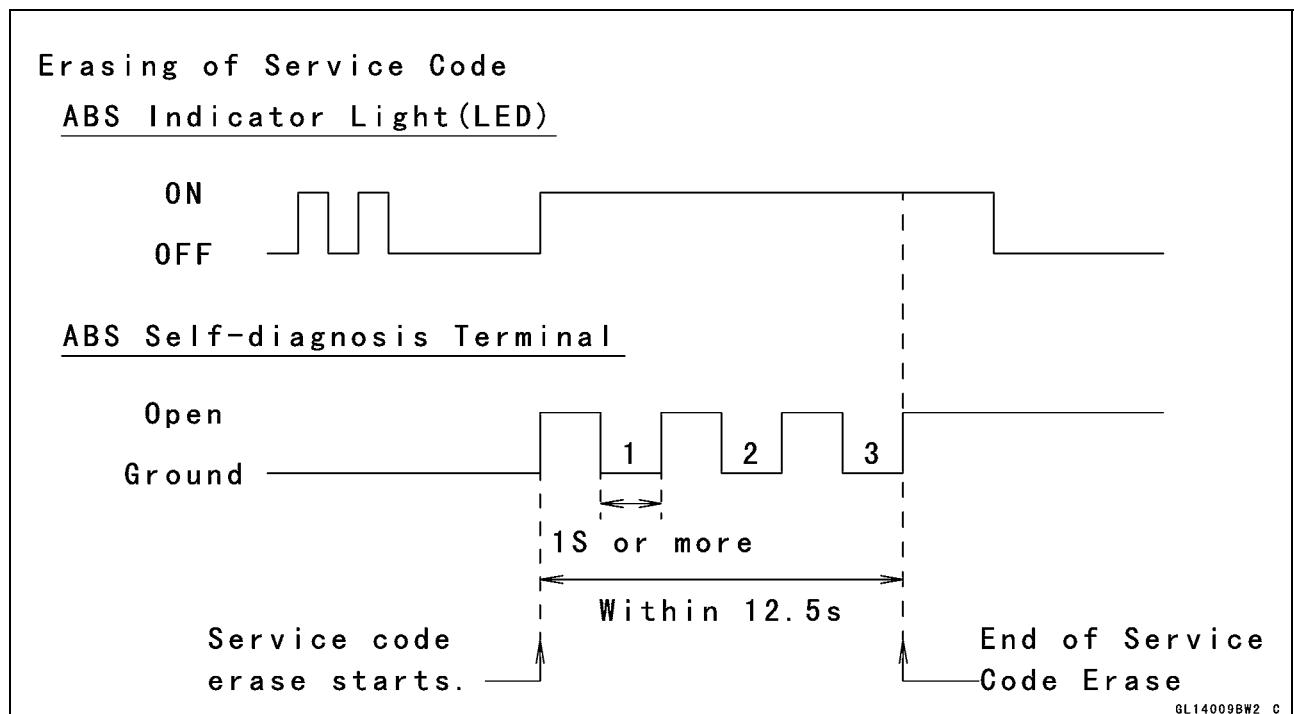 Erasing of Service Code
ABS Indicator Light(LED)
ON
OFF
ABS Self-diagnosis Terminal
Open
Ground
1
2
3
1S or more
Within 12.5s
Service code
erase starts.
End of Service
Code Erase
GL14009BW2 C